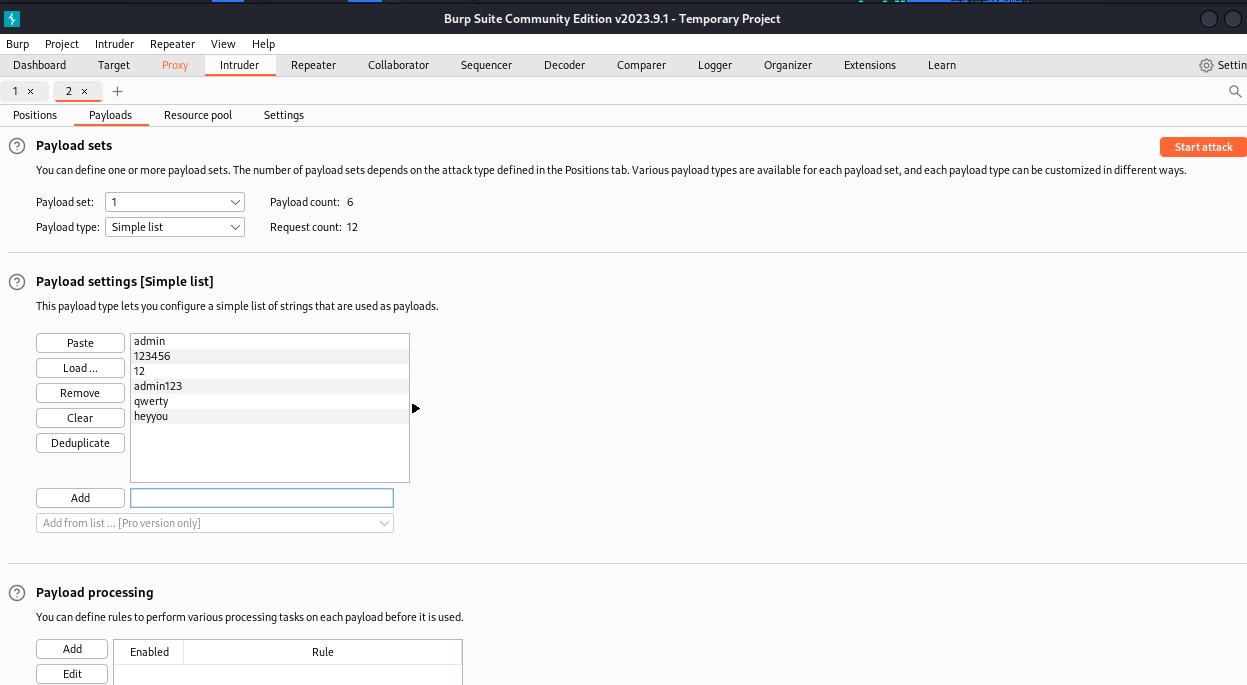 Burp Suite Community Edition v2023.9.1 - Temporary Project
Burp Project Intruder Repeater View Help
Dashboard Target Proxy Intruder Repeater Collaborator Sequencer Decoder Comparer Logger Organizer Extensions Learn Settin
1 × 2 × +
Positions Payloads Resource pool Settings
? Payload sets Start attack
You can define one or more payload sets. The number of payload sets depends on the attack type defined in the Positions tab. Various payload types are available for each payload set, and each payload type can be customized in different ways.
Payload set: 1 Payload count: 6
Payload type: Simple list Request count: 12
? Payload settings [Simple list]
This payload type lets you configure a simple list of strings that are used as payloads.
Paste admin
123456
Load ... 12
Remove admin123
qwerty
Clear heyyou
Deduplicate
Add
Add from list ... [Pro version only]
? Payload processing
You can define rules to perform various processing tasks on each payload before it is used.
Add Enabled Rule
Edit